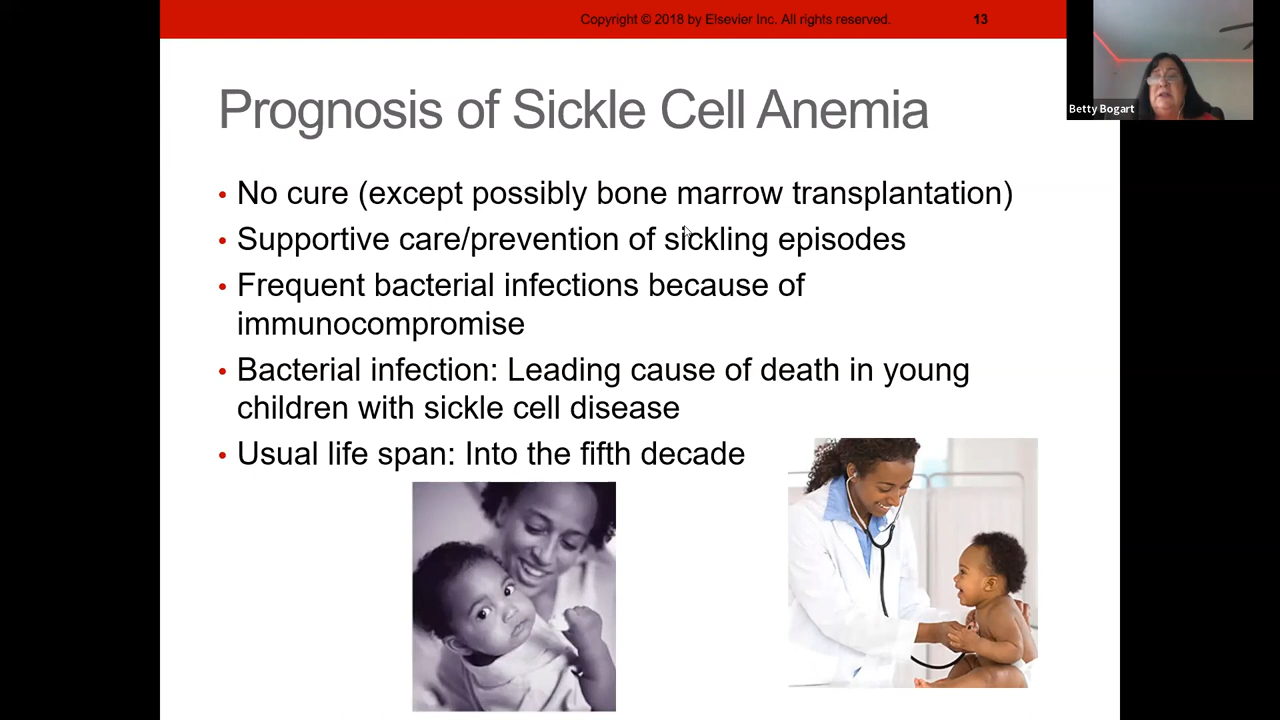 Copyright © 2018 by Elsevier Inc. All rights reserved.
13
Betty Bogart
Prognosis of Sickle Cell Anemia
• No cure (except possibly bone marrow transplantation)
• Supportive care/prevention of sickling episodes
• Frequent bacterial infections because of
immunocompromise
• Bacterial infection: Leading cause of death in young
children with sickle cell disease
• Usual life span: Into the fifth decade